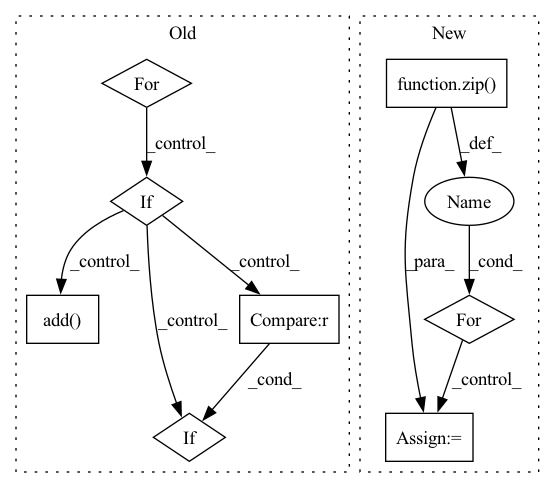 Old
For
_control_
If
_control_
_control_
_control_
add()
Compare:r
_cond_
If
New
function.zip()
_def_
Name
_para_
_cond_
For
_control_
Assign:=